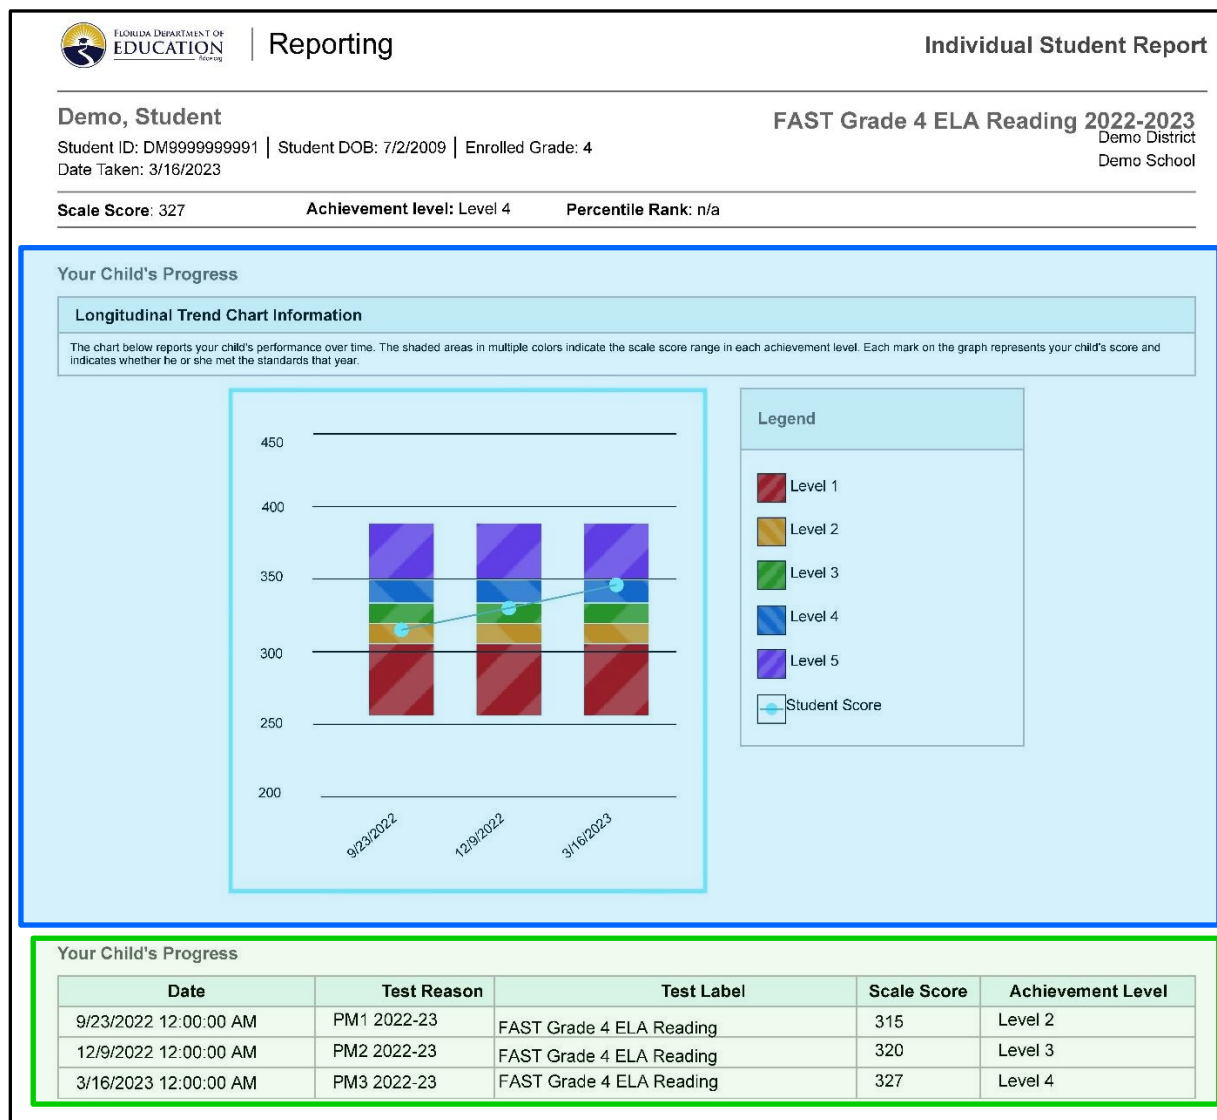 FLORIDA DEPARTMENT OF
EDUCATION
fldoe.org
Reporting
Individual Student Report
Demo, Student
FAST Grade 4 ELA Reading 2022-2023
Student ID: DM9999999991 | Student DOB: 7/2/2009 | Enrolled Grade: 4
Demo District
Date Taken: 3/16/2023
Demo School
Scale Score: 327 Achievement level: Level 4 Percentile Rank: n/a
Your Child's Progress
Longitudinal Trend Chart Information
The chart below reports your child's performance over time. The shaded areas in multiple colors indicate the scale score range in each achievement level. Each mark on the graph represents your child's score and
indicates whether he or she met the standards that year.
450
400
350
300
250
200
9/23/2022
12/9/2022
3/16/2023
Legend
Level 1
Level 2
Level 3
Level 4
Level 5
Student Score
Your Child's Progress
Date Test Reason Test Label Scale Score Achievement Level
9/23/2022 12:00:00 AM PM1 2022-23 FAST Grade 4 ELA Reading 315 Level 2
12/9/2022 12:00:00 AM PM2 2022-23 FAST Grade 4 ELA Reading 320 Level 3
3/16/2023 12:00:00 AM PM3 2022-23 FAST Grade 4 ELA Reading 327 Level 4